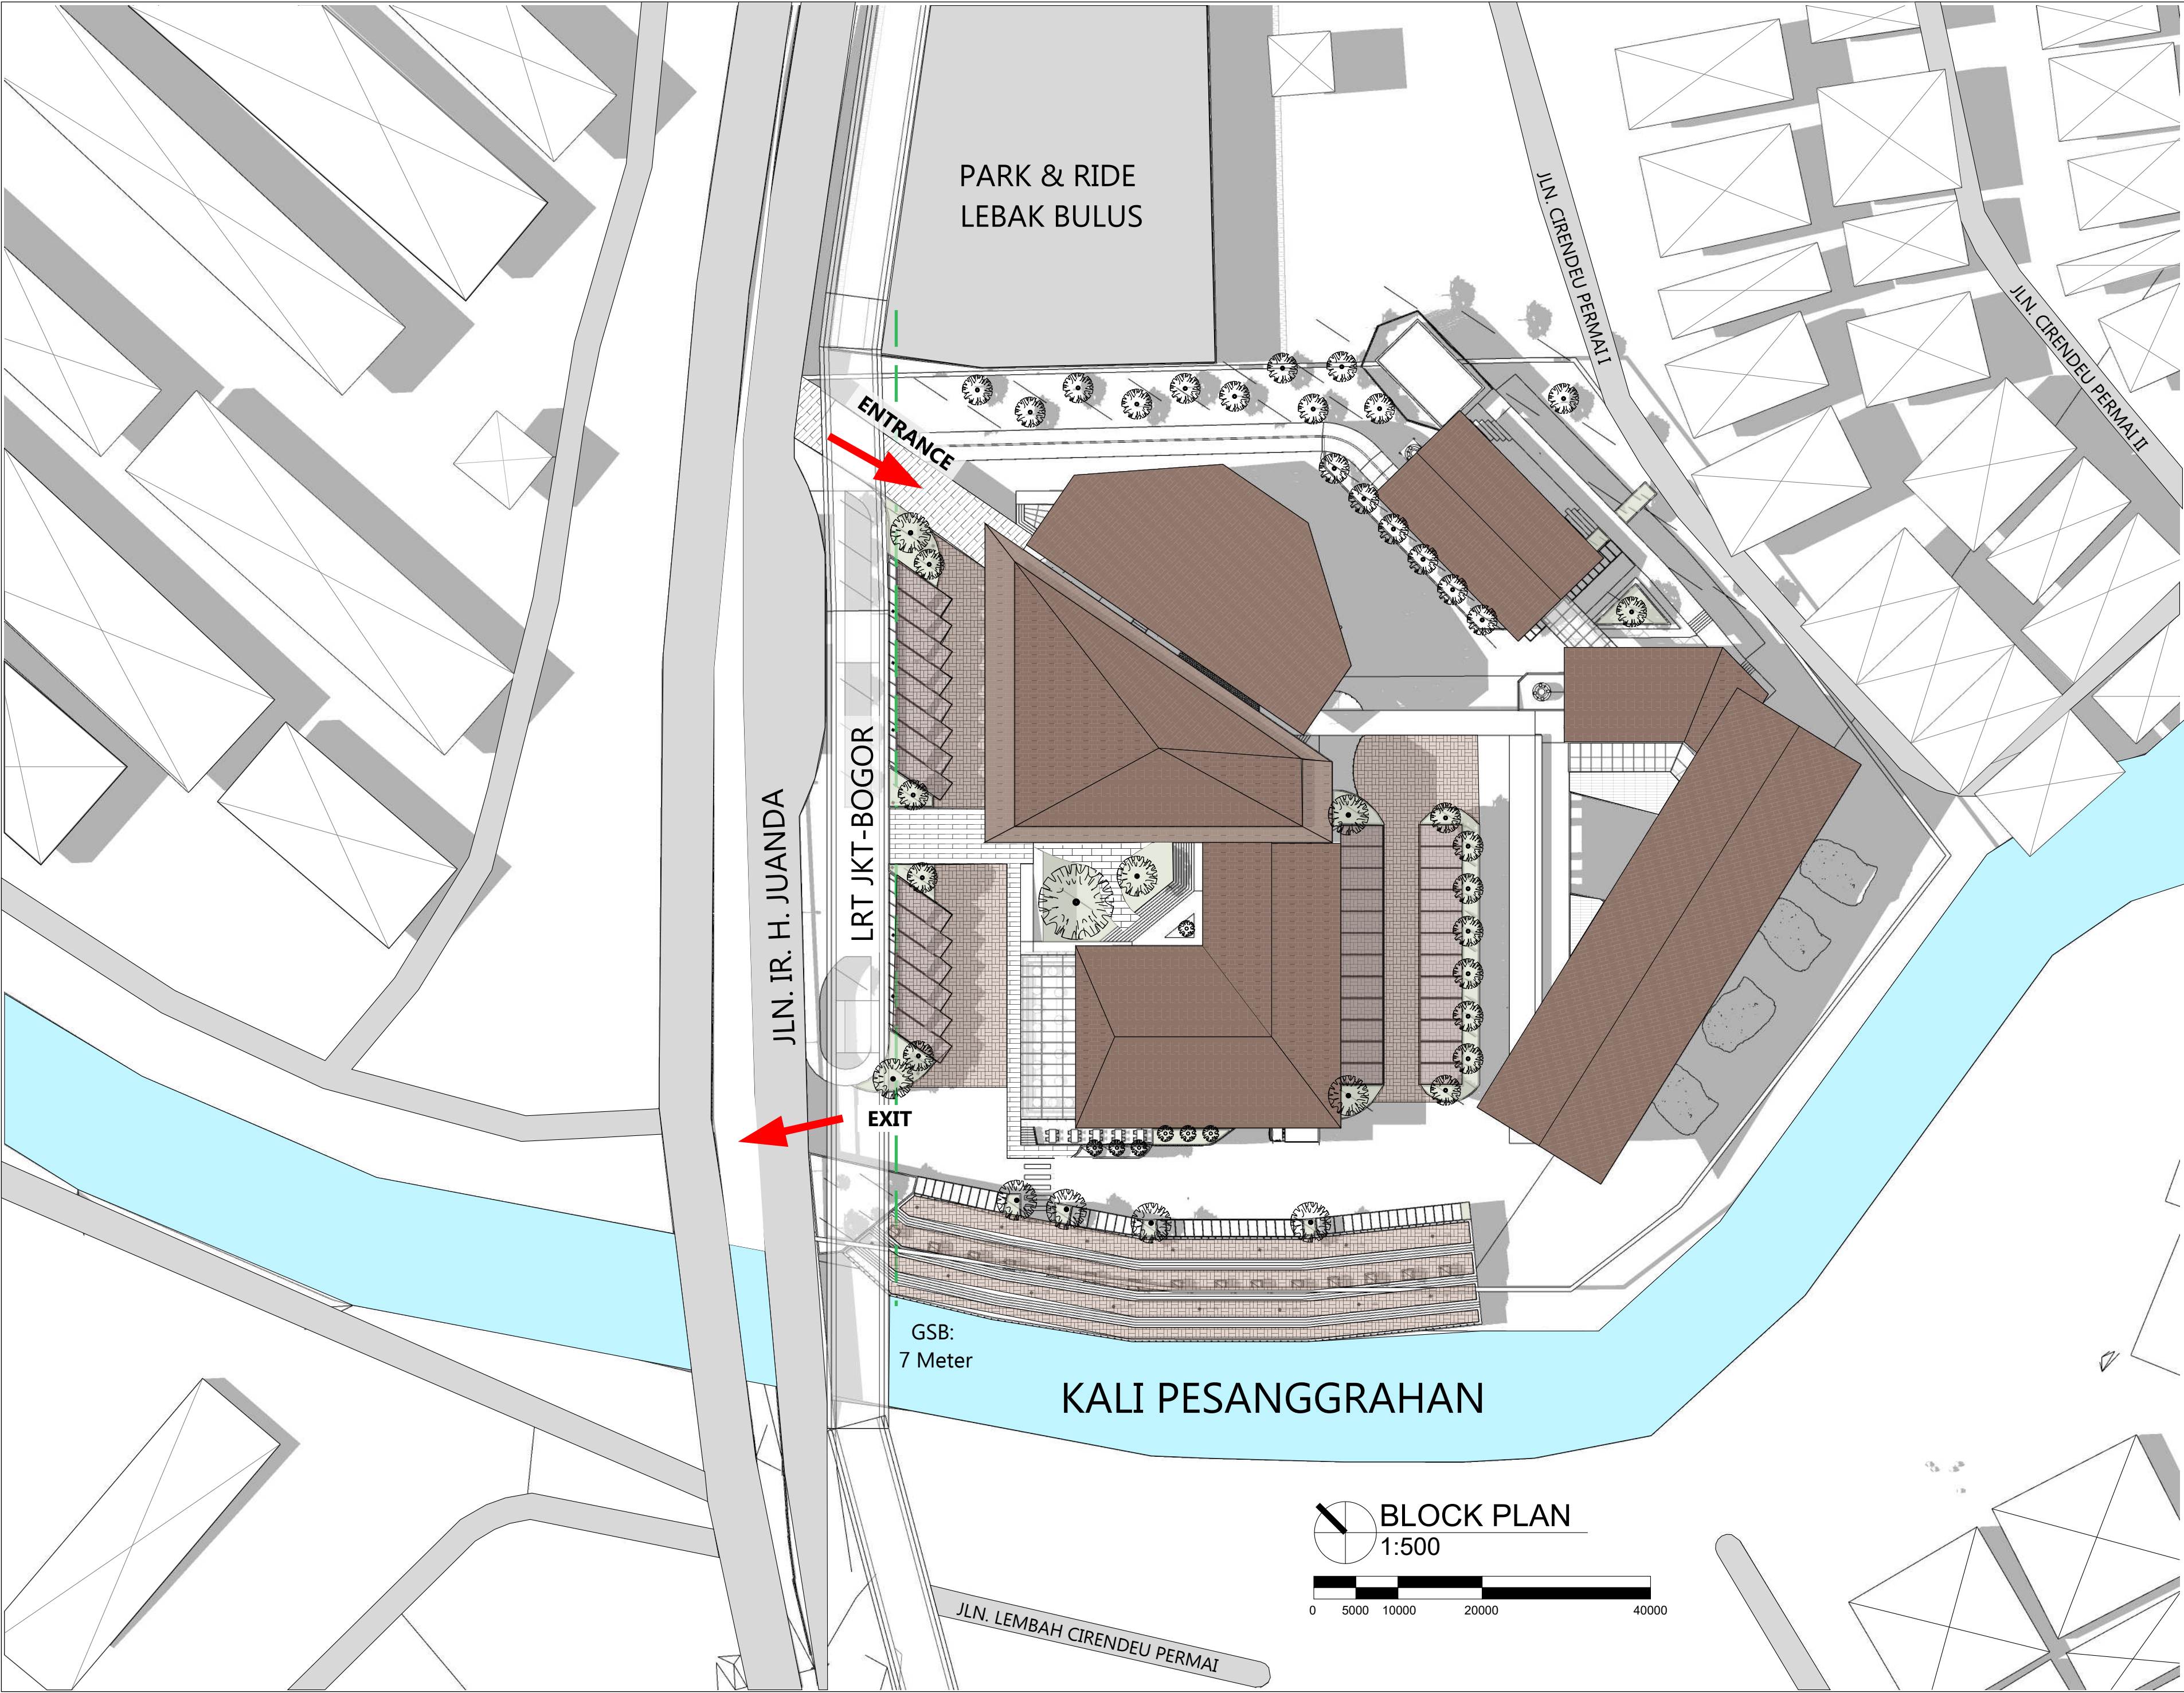 PARK & RIDE
LEBAK BULUS
JLN. CIRENDEU PERMAI I
JLN. CIRENDEU PERMAI II
ENTRANCE
LRT JKT-BOGOR
JLN. IR. H. JUANDA
EXIT
GSB:
7 Meter
KALI PESANGGRAHAN
BLOCK PLAN
1:500
0 5000 10000 20000 40000
JLN. LEMBAH CIRENDEU PERMAI